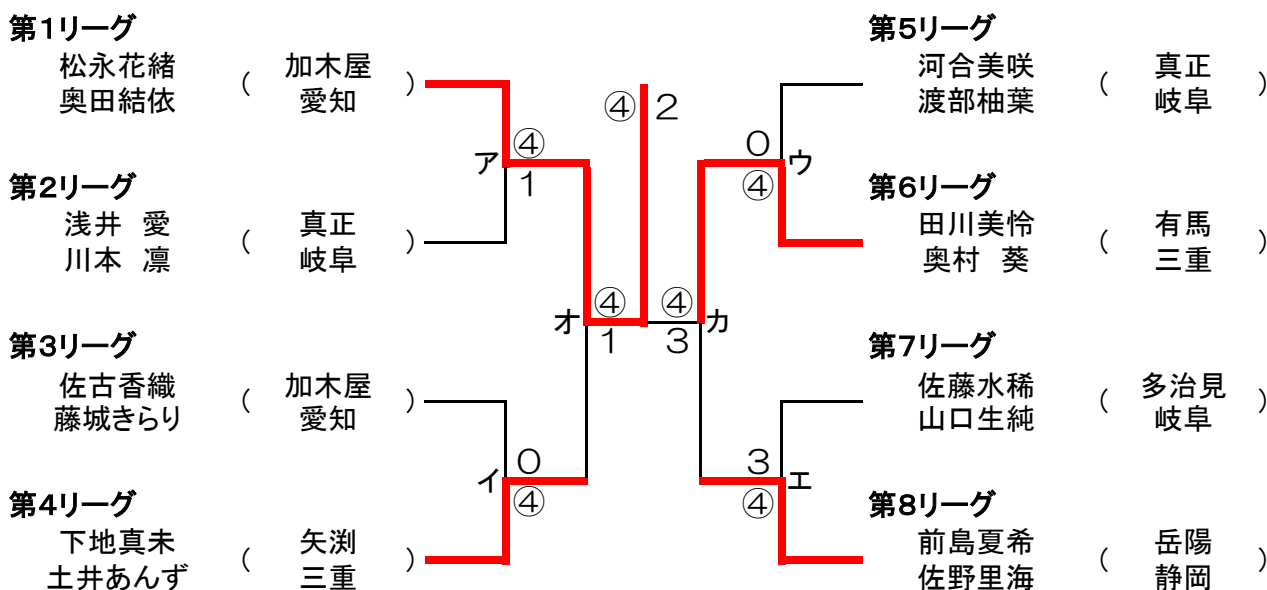 第1リーグ
松永花緒 ( 加木屋 )
奥田結依 愛知
④
ア
1
第2リーグ
浅井 愛 ( 真正 )
川本 凛 岐阜
④ 2
オ
④
1
第3リーグ
佐古香織 ( 加木屋 )
藤城きらり 愛知
0
イ
④
第4リーグ
下地真未 ( 矢渕 )
土井あんず 三重
第5リーグ
河合美咲 ( 真正 )
渡部柚葉 岐阜
0
ウ
④
第6リーグ
田川美怜 ( 有馬 )
奥村 葵 三重
④
カ
3
第7リーグ
佐藤水稀 ( 多治見 )
山口生純 岐阜
3
エ
④
第8リーグ
前島夏希 ( 岳陽 )
佐野里海 静岡